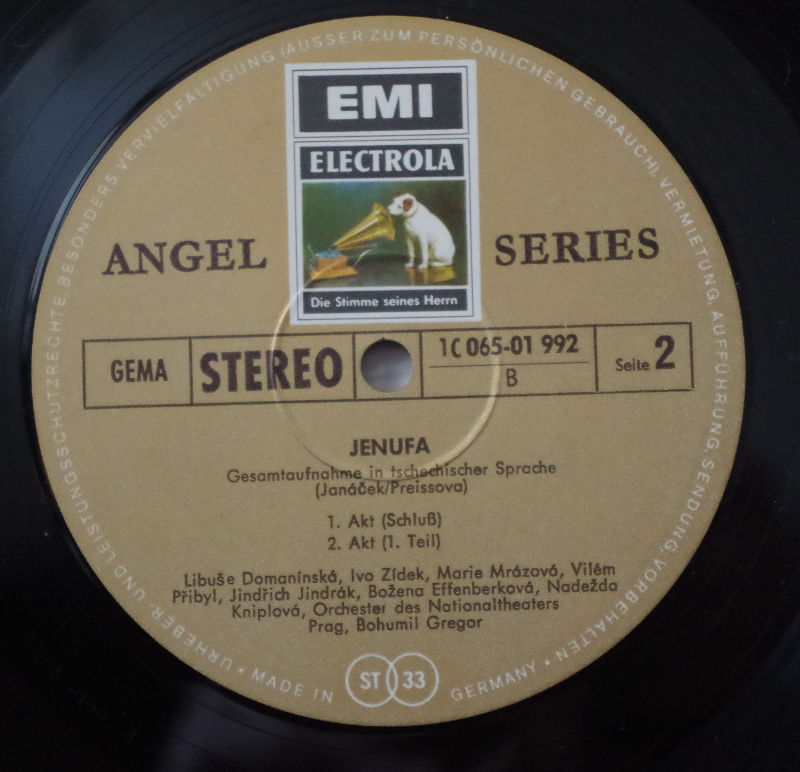 URHEBER- UND LEISTUNGSSCHUTZRECHTE, BESONDERS VERVIELFÄLTIGUNG (AUSSER ZUM PERSÖNLICHEN GEBRAUCH), VERMIETUNG, AUFFÜHRUNG, SENDUNG, VORBEHALTEN
EMI
ELECTROLA
ANGEL SERIES
Die Stimme seines Herrn
GEMA STEREO 1C 065-01 992 Seite 2
B
JENUFA
Gesamtaufnahme in tschechischer Sprache
(Janáček/Preissova)
1. Akt (Schluß)
2. Akt (1. Teil)
Libuše Domanínská, Ivo Zídek, Marie Mrázová, Vilém
Přibyl, Jindřich Jindrák, Božena Effenberková, Nadežda
Kniplová, Orchester des Nationaltheaters
Prag, Bohumil Gregor
• MADE IN ST 33 GERMANY •